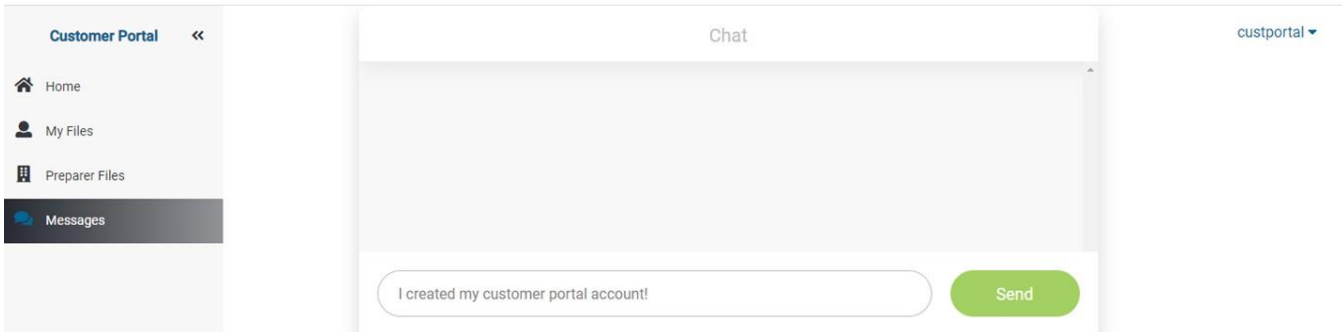 Customer Portal
Home
My Files
Preparer Files
Messages
Chat
I created my customer portal account!
Send
custportal